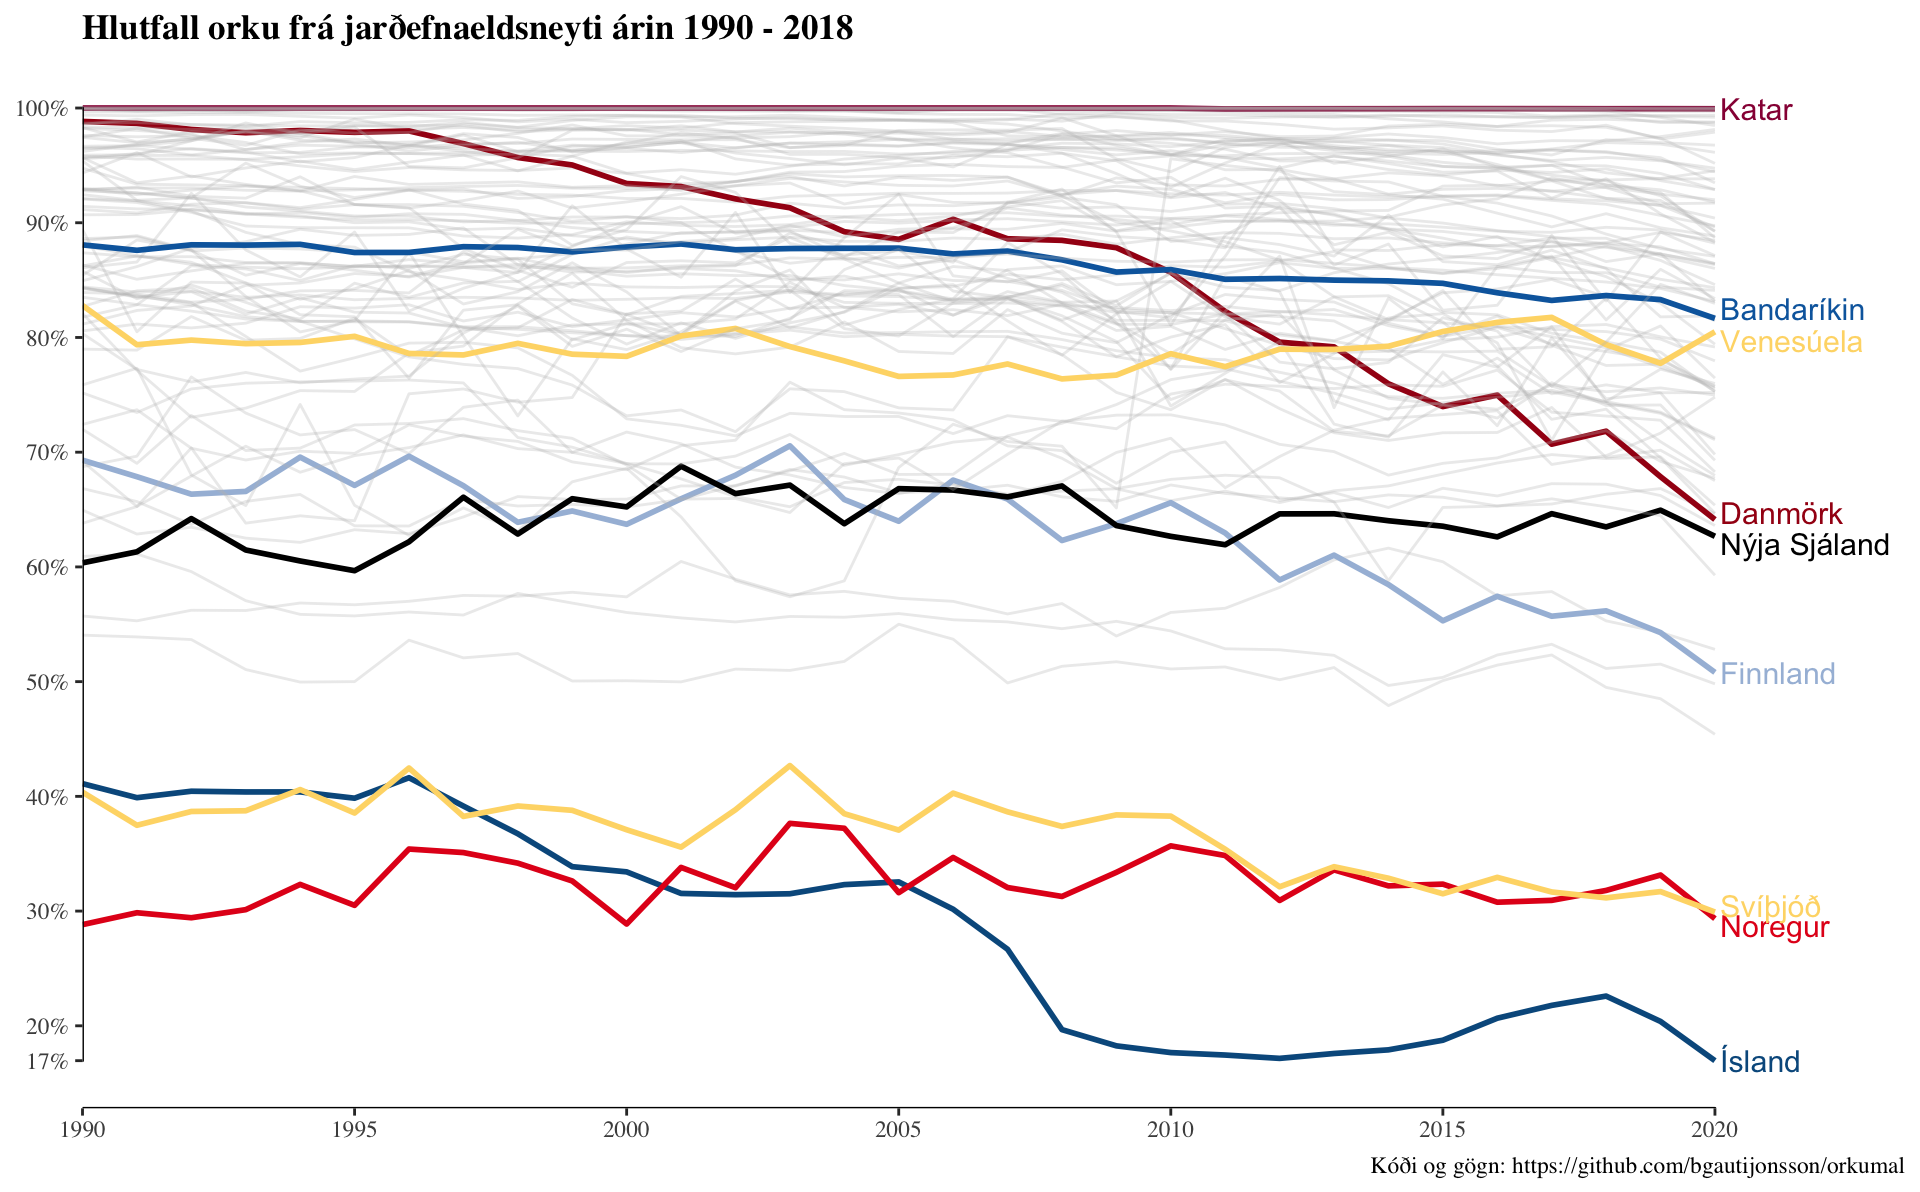 Hlutfall orku frá jarðefnaeldsneyti árin 1990 - 2018
100%
90%
80%
70%
60%
50%
40%
30%
20%
17%
Katar
Bandaríkin
Venesúela
Danmörk
Nýja Sjáland
Finnland
Svíþjóð
Noregur
Ísland
1990 1995 2000 2005 2010 2015 2020
Kóði og gögn: https://github.com/bgautijonsson/orkumal